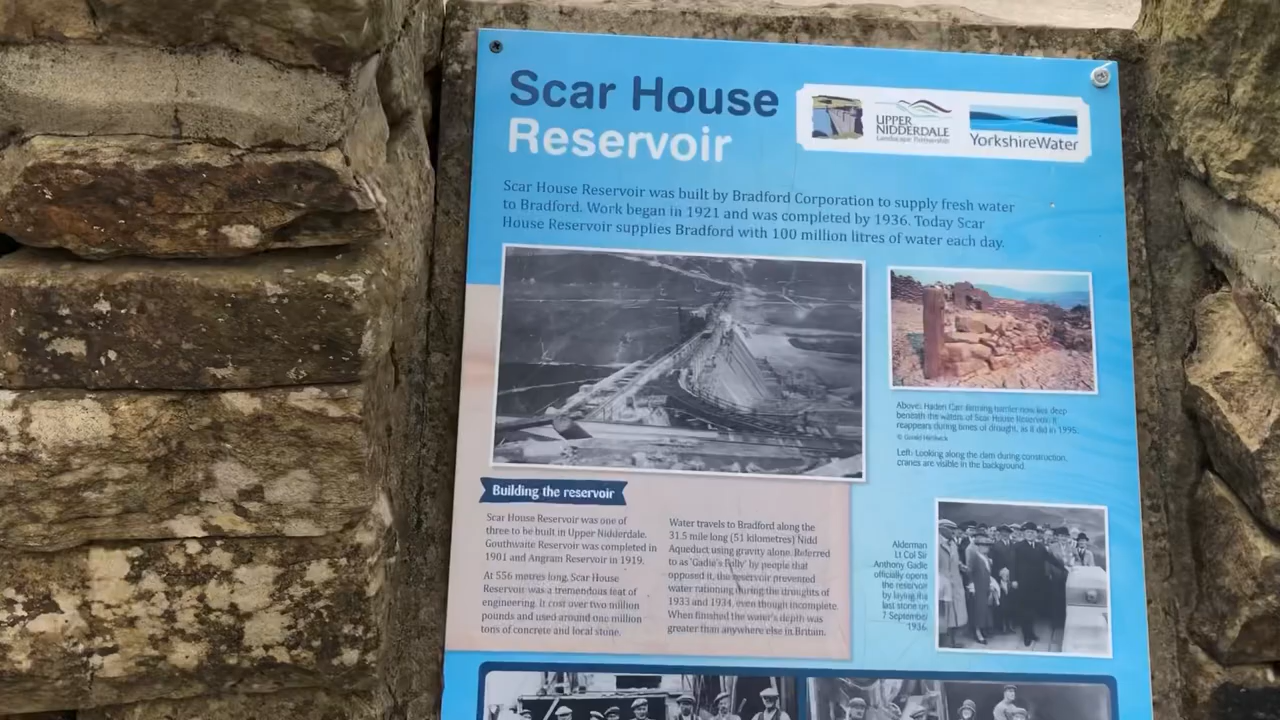 Scar House
Reservoir
UPPER
NIDDERDALE
Landscape Partnership
YorkshireWater
Scar House Reservoir was built by Bradford Corporation to supply fresh water
to Bradford. Work began in 1921 and was completed by 1936. Today Scar
House Reservoir supplies Bradford with 100 million litres of water each day.
Above: Haden Carr farming barrier now lies deep
beneath the waters of Scar House Reservoir. It
reappears during times of drought, as it did in 1995.
©
Left: Looking along the dam during construction,
cranes are visible in the background.
Building the reservoir
Scar House Reservoir was one of
three to be built in Upper Nidderdale.
Gouthwaite Reservoir was completed in
1901 and Angram Reservoir in 1919.
At 556 metres long, Scar House
Reservoir was a tremendous feat of
engineering. It cost over two million
pounds and used around one million
tons of concrete and local stone.
Water travels to Bradford along the
31.5 mile long (51 kilometres) Nidd
Aqueduct using gravity alone. Referred
to as 'Gadie's Folly' by people that
opposed it, the reservoir prevented
water rationing during the droughts of
1933 and 1934, even though incomplete.
When finished the water's depth was
greater than anywhere else in Britain.
Alderman
Lt Col Sir
Anthony Gadie
officially opens
the reservoir
by laying the
last stone on
7 September
1936.